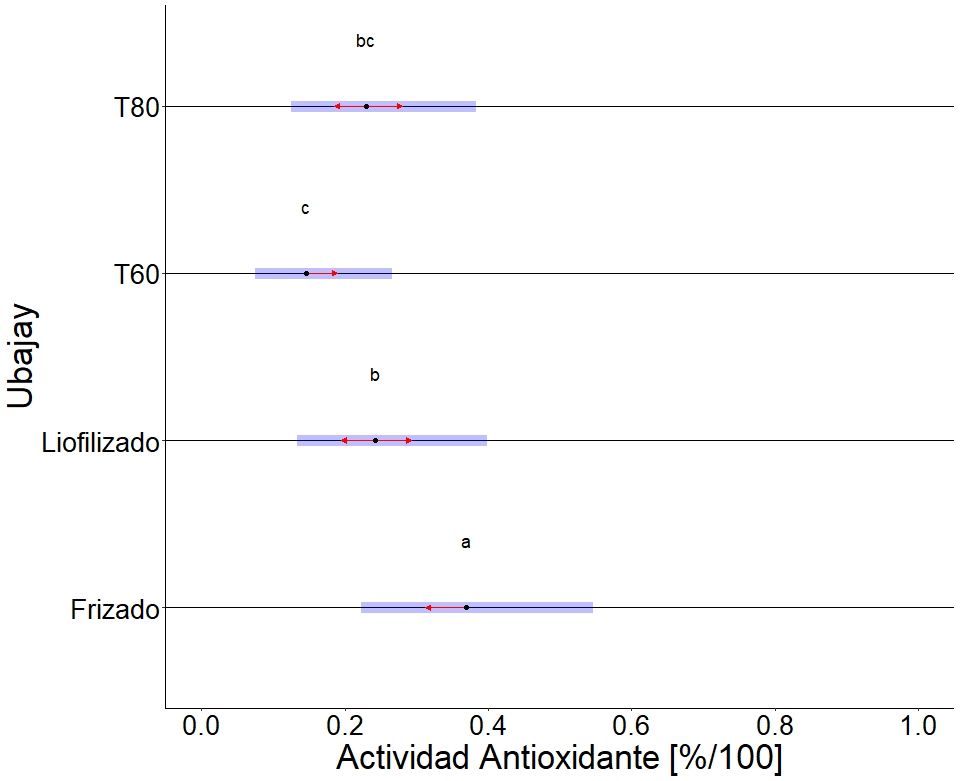 bc
T80
c
T60
Ubajay
b
Liofilizado
a
Frizado
0.0 0.2 0.4 0.6 0.8 1.0
Actividad Antioxidante [%/100]